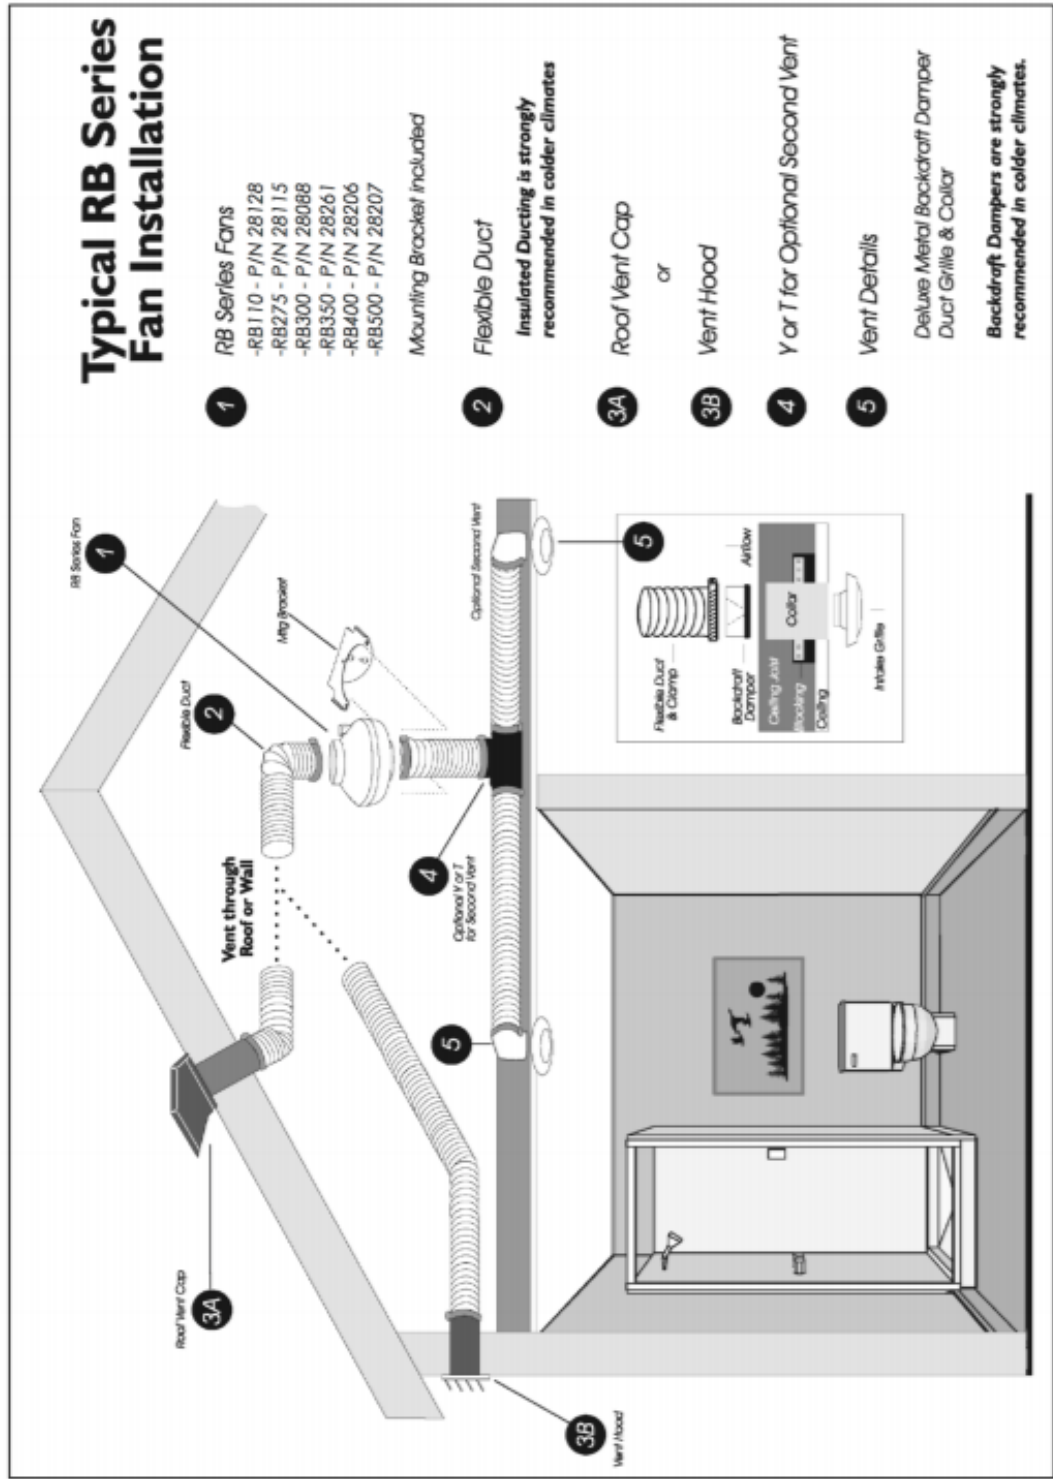 Typical RB Series
Fan Installation
1
RB Series Fans
-RB110 - P/N 28128
-RB275 - P/N 28115
-RB300 - P/N 28088
-RB350 - P/N 28261
-RB400 - P/N 28206
-RB500 - P/N 28207
Mounting Bracket included
2
Flexible Duct
Insulated Ducting is strongly
recommended in colder climates
3A
Roof Vent Cap
or
3B
Vent Hood
4
Y or T for Optional Second Vent
5
Vent Details
Deluxe Metal Backdraft Damper
Duct Grille & Collar
Backdraft Dampers are strongly
recommended in colder climates.
RB Series Fan
1
Mtg Bracket
Flexible Duct
2
Vent through
Roof or Wall
Roof Vent Cap
3A
4
Optional Y or T
for Second Vent
Optional Second Vent
5
5
3B
Vent Hood
Flexible Duct
& Clamp
Backdraft
Damper
Airflow
Ceiling Joist
Blocking
Ceiling
Collar
Intake Grille